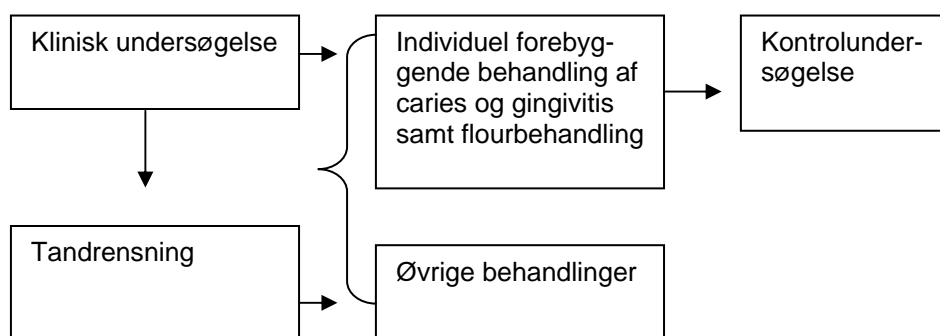 Klinisk undersøgelse
Individuel forebyg-
gende behandling af
caries og gingivitis
samt flourbehandling
Kontrolunder-
søgelse
Tandrensning
Øvrige behandlinger